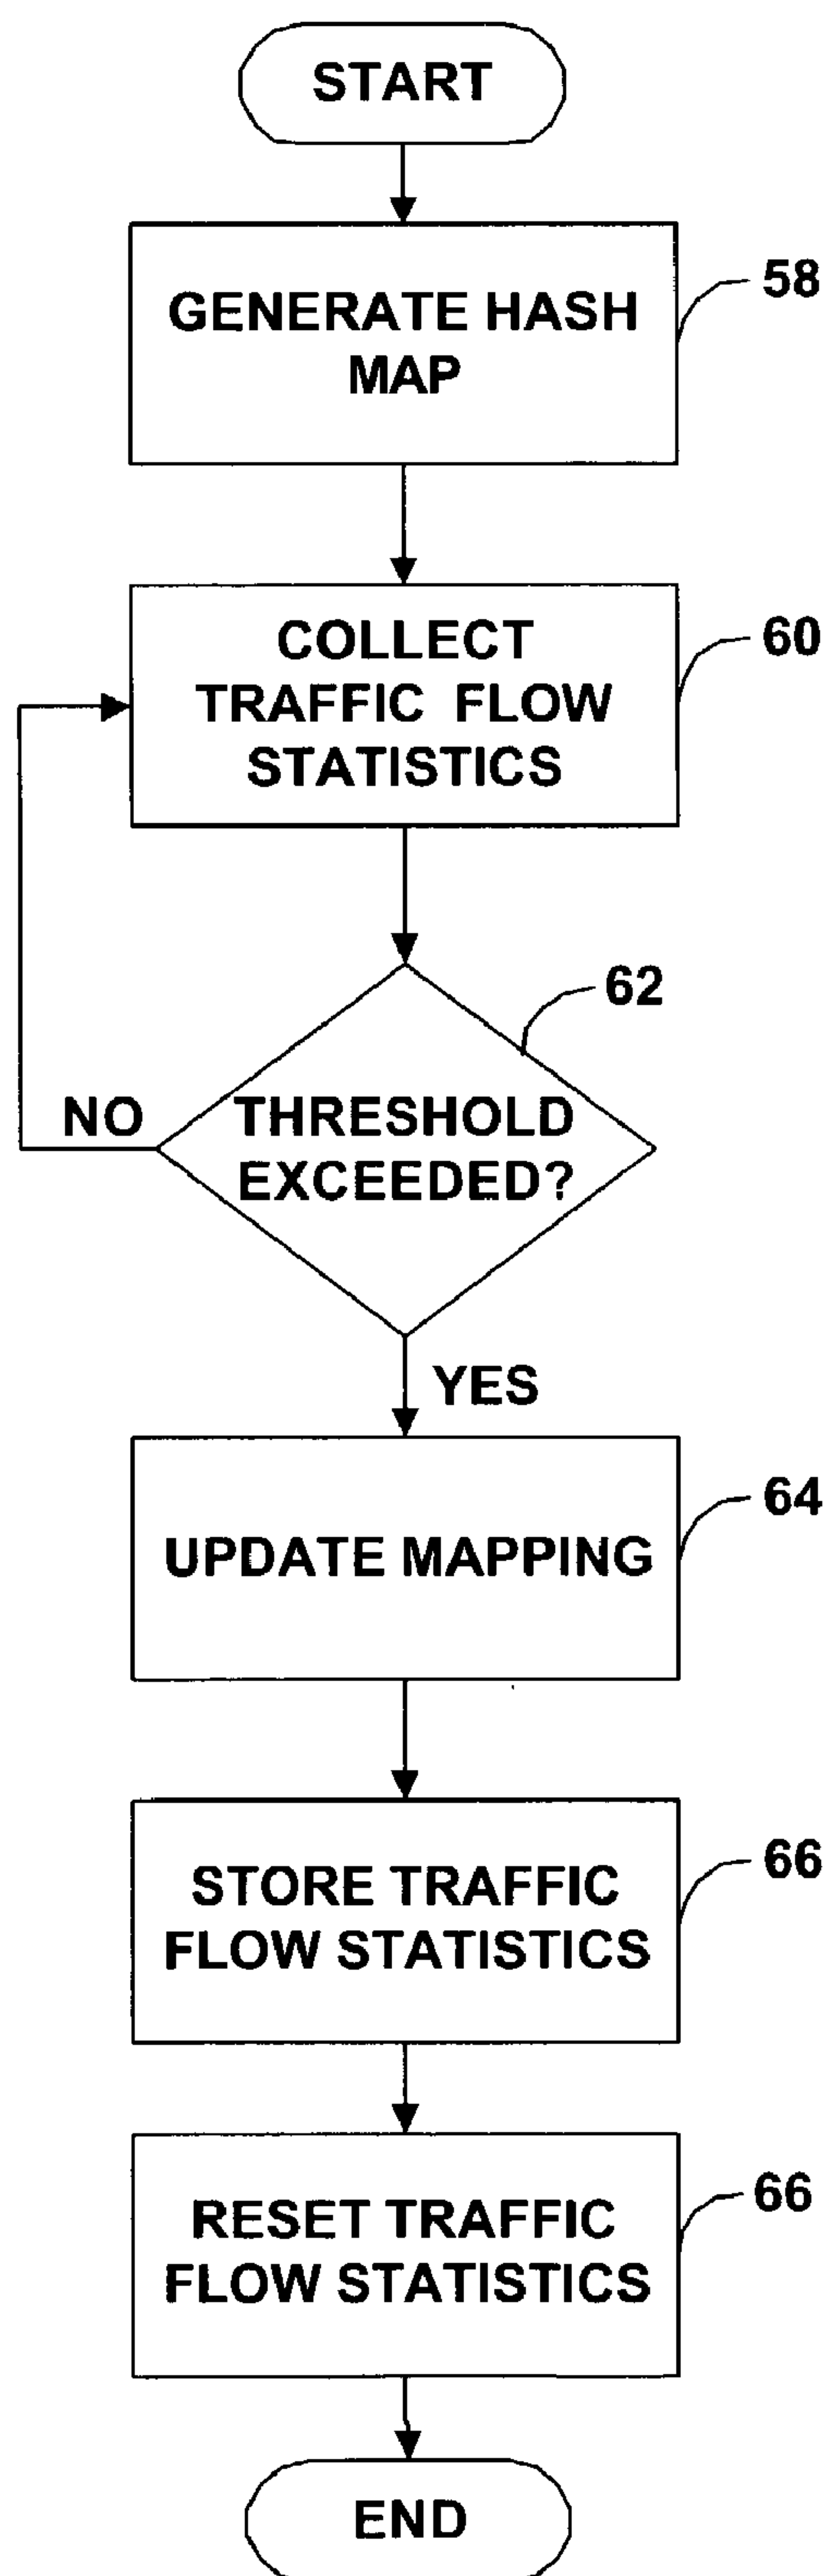 START
GENERATE HASH
MAP
58
COLLECT
TRAFFIC FLOW
STATISTICS
60
THRESHOLD
EXCEEDED?
62
NO
YES
UPDATE MAPPING
64
STORE TRAFFIC
FLOW STATISTICS
66
RESET TRAFFIC
FLOW STATISTICS
66
END